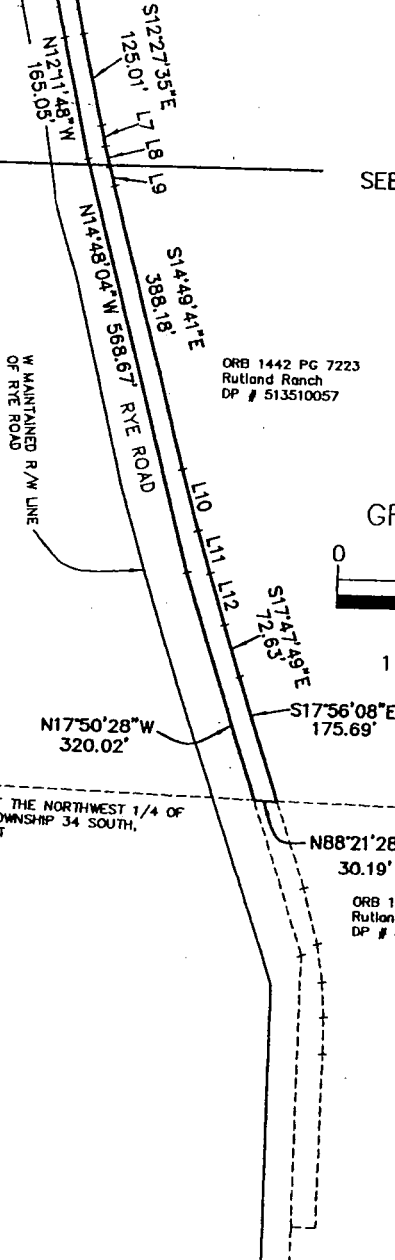 S12°27'35"E
125.01'
N12°11'48"W
165.05'
L7
L8
L9
SEE
S14°49'41"E
388.18'
N14°48'04"W 568.67' RYE ROAD
ORB 1442 PG 7223
Rutland Ranch
DP # 513510057
W MAINTAINED R/W LINE
OF RYE ROAD
L10
L11
L12
0
1
S17°47'49"E
72.63'
S17°56'08"E
175.69'
N17°50'28"W
320.02'
THE NORTHWEST 1/4 OF
OWNSHIP 34 SOUTH,
N88°21'28
30.19'
ORB 1
Rutlan
DP #